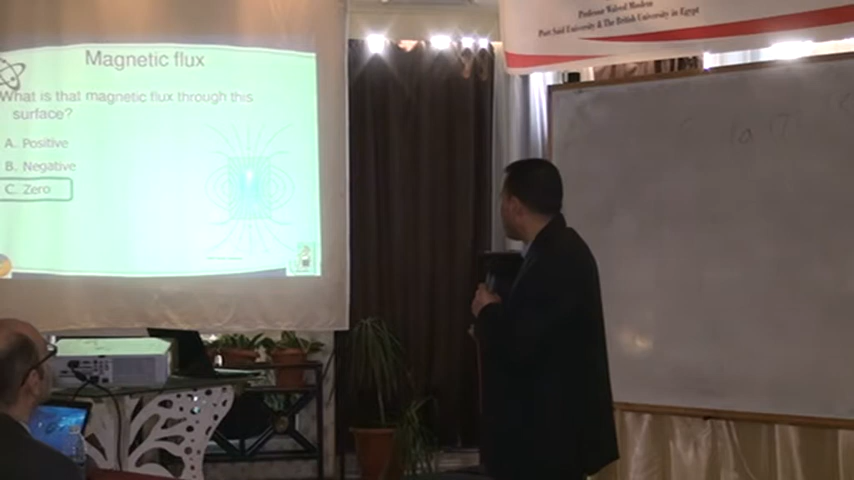 Magnetic flux
What is that magnetic flux through this
surface?
A. Positive
B. Negative
C. Zero
Professor Waleed Modem
Port Said University & The British University in Egypt